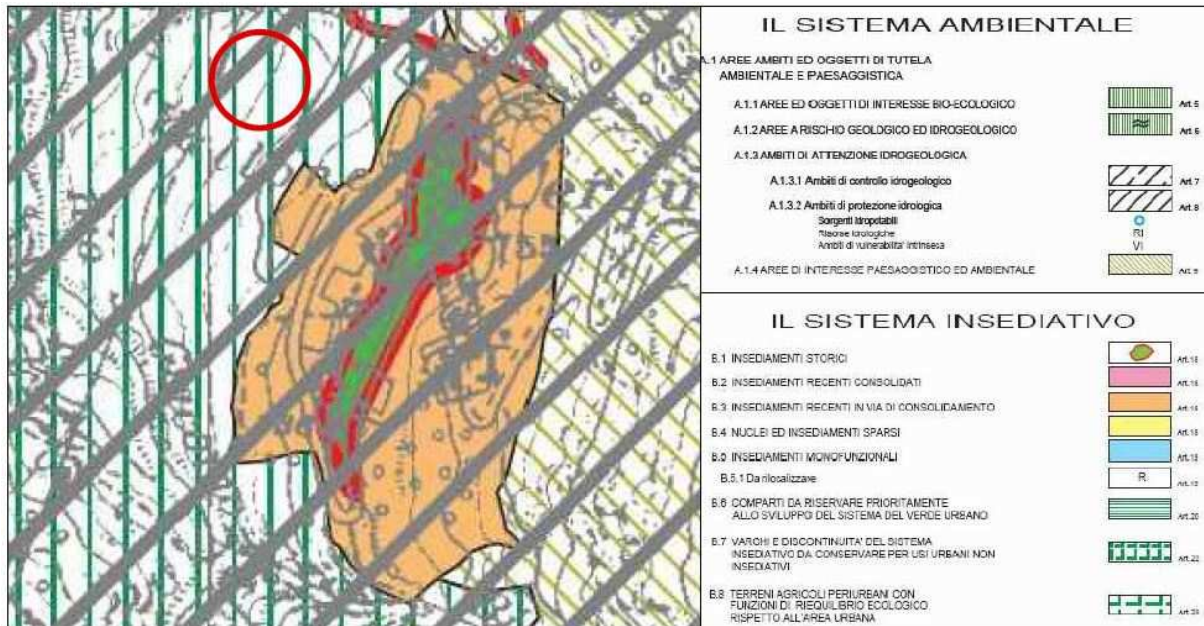 IL SISTEMA AMBIENTALE
A.1 AREE AMBITI ED OGGETTI DI TUTELA
AMBIENTALE E PAESAGGISTICA
A.1.1 AREE ED OGGETTI DI INTERESSE BIO-ECOLOGICO
Art. 5
A.1.2 AREE A RISCHIO GEOLOGICO ED IDROGEOLOGICO
Art. 6
A.1.3 AMBITI DI ATTENZIONE IDROGEOLOGICA
A.1.3.1 Ambiti di controllo idrogeologico
Art. 7
A.1.3.2 Ambiti di protezione idrologica
Art. 8
Sorgenti Idropotabili
Risorse idrologiche
RI
Ambiti di vulnerabilita' intrinseca
VI
A.1.4 AREE DI INTERESSE PAESAGGISTICO ED AMBIENTALE
IL SISTEMA INSEDIATIVO
B.1 INSEDIAMENTI STORICI
B.2 INSEDIAMENTI RECENTI CONSOLIDATI
B.3 INSEDIAMENTI RECENTI IN VIA DI CONSOLIDAMENTO
B.4 NUCLEI ED INSEDIAMENTI SPARSI
B.5 INSEDIAMENTI MONOFUNZIONALI
B.5.1 Da rilocalizzare
R
B.6 COMPARTI DA RISERVARE PRIORITAMENTE
ALLO SVILUPPO DEL SISTEMA DEL VERDE URBANO
Art. 20
B.7 VARCHI E DISCONTINUITA' DEL SISTEMA
INSEDIATIVO DA CONSERVARE PER USI URBANI NON
INSEDIATIVI
B.8 TERRENI AGRICOLI PERIURBANI CON
FUNZIONI DI RIEQUILIBRIO ECOLOGICO
RISPETTO ALL'AREA URBANA